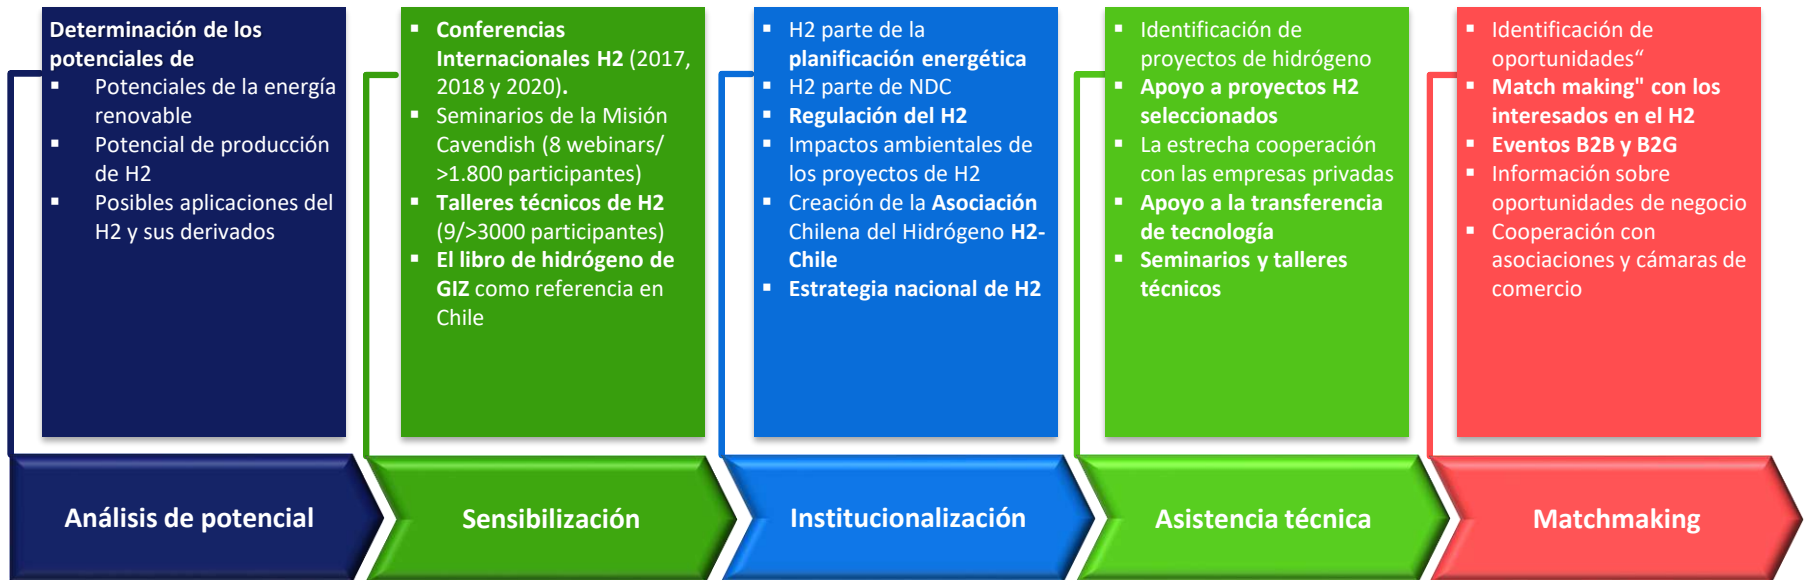 Determinación de los
potenciales de
▪ Potenciales de la energía
renovable
▪ Potencial de producción
de H2
▪ Posibles aplicaciones del
H2 y sus derivados
▪ Conferencias
Internacionales H2 (2017,
2018 y 2020).
▪ Seminarios de la Misión
Cavendish (8 webinars/
>1.800 participantes)
▪ Talleres técnicos de H2
(9/>3000 participantes)
▪ El libro de hidrógeno de
GIZ como referencia en
Chile
▪ H2 parte de la
planificación energética
▪ H2 parte de NDC
▪ Regulación del H2
▪ Impactos ambientales de
los proyectos de H2
▪ Creación de la Asociación
Chilena del Hidrógeno H2-
Chile
▪ Estrategia nacional de H2
▪ Identificación de
proyectos de hidrógeno
▪ Apoyo a proyectos H2
seleccionados
▪ La estrecha cooperación
con las empresas privadas
▪ Apoyo a la transferencia
de tecnología
▪ Seminarios y talleres
técnicos
▪ Identificación de
oportunidades“
▪ Match making" con los
interesados en el H2
▪ Eventos B2B y B2G
▪ Información sobre
oportunidades de negocio
▪ Cooperación con
asociaciones y cámaras de
comercio
Análisis de potencial
Sensibilización
Institucionalización
Asistencia técnica
Matchmaking